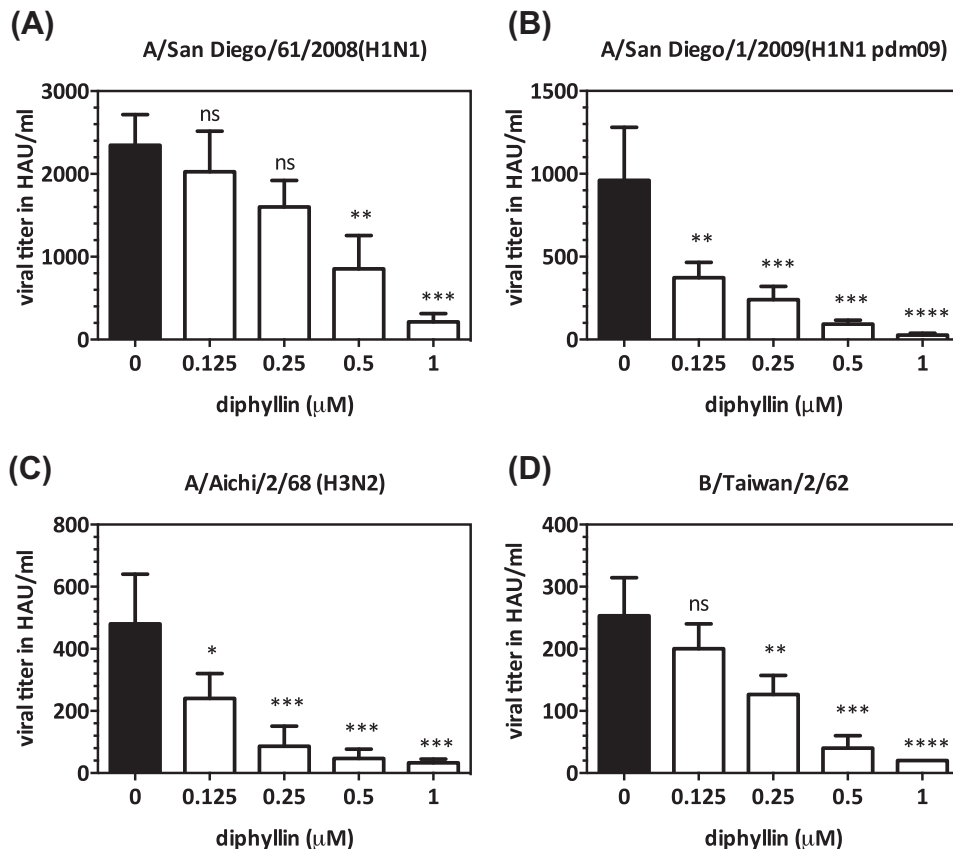 (A)
A/San Diego/61/2008(H1N1)
viral titer in HAU/ml
3000
2000
1000
0
ns
ns
**
***
0 0.125 0.25 0.5 1
diphyllin (μM)
(B)
A/San Diego/1/2009(H1N1 pdm09)
viral titer in HAU/ml
1500
1000
500
0
**
***
***
****
0 0.125 0.25 0.5 1
diphyllin (μM)
(C)
A/Aichi/2/68 (H3N2)
viral titer in HAU/ml
800
600
400
200
0
*
***
***
***
0 0.125 0.25 0.5 1
diphyllin (μM)
(D)
B/Taiwan/2/62
viral titer in HAU/ml
400
300
200
100
0
ns
**
***
****
0 0.125 0.25 0.5 1
diphyllin (μM)